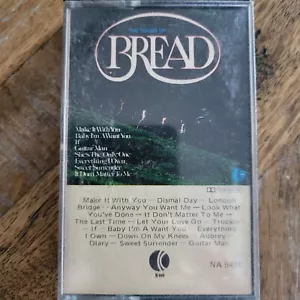 THE SOUND OF
BREAD
Make It With You
Baby I'm A Want You
If
Guitar Man
She's The Only One
Everything I Own
Sweet Surrender
It Don't Matter To Me
Make It With You — Dismal Day — London
Bridge — Anyway You Want Me — Look What
You've Done — It Don't Matter To Me —
The Last Time — Let Your Love Go — Truckin'
— If — Baby I'm A Want You — Everything
I Own — Down On My Knees — Aubrey —
Diary — Sweet Surrender — Guitar Man
K
K-tel